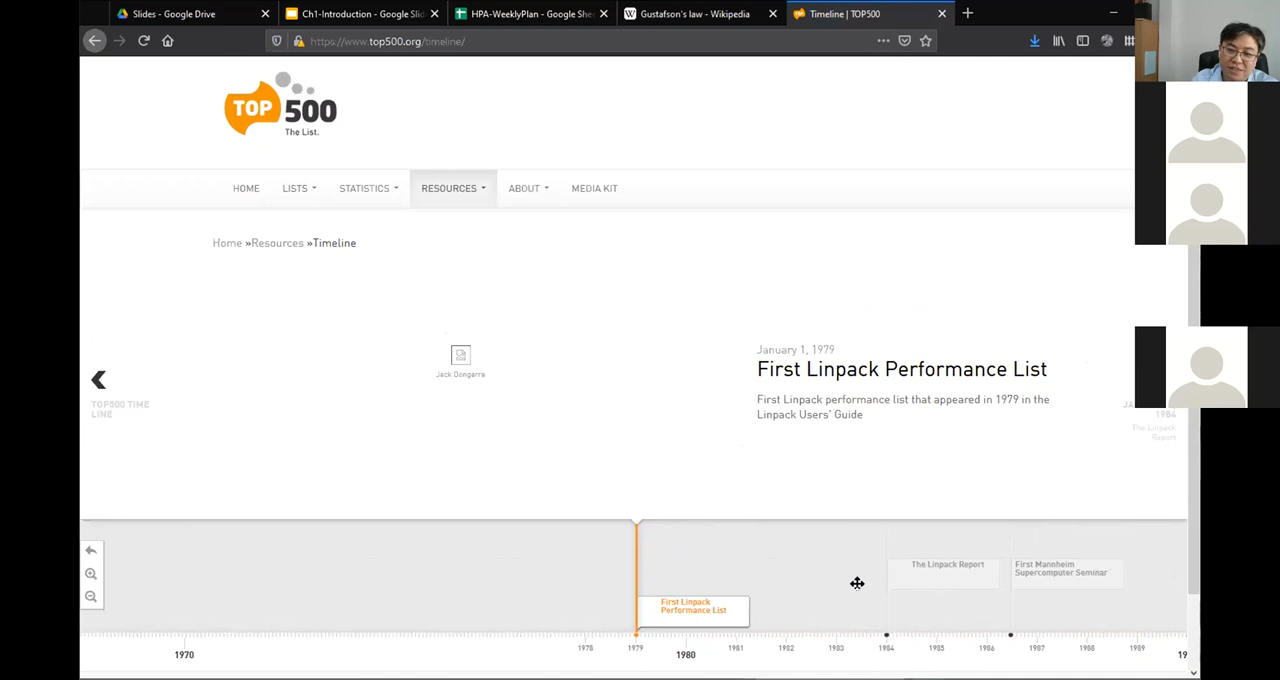 Slides - Google Drive
Ch1-Introduction - Google Slid
HPA-WeeklyPlan - Google Shee
Gustafson's law - Wikipedia
Timeline | TOP500
https://www.top500.org/timeline/
TOP 500
The List.
HOME
LISTS
STATISTICS
RESOURCES
ABOUT
MEDIA KIT
Home »Resources »Timeline
January 1, 1979
First Linpack Performance List
First Linpack performance list that appeared in 1979 in the
Linpack Users' Guide
Jack Dongarra
TOP500 TIME
LINE
JA
1984
The Linpack
Report
The Linpack Report
First Mannheim
Supercomputer Seminar
First Linpack
Performance List
1970
1978
1979
1980
1981
1982
1983
1984
1985
1986
1987
1988
1989
19